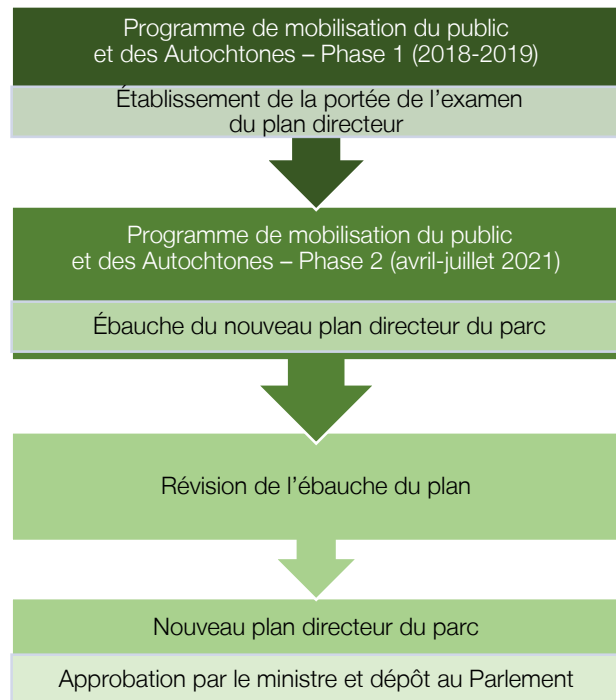 Programme de mobilisation du public
et des Autochtones – Phase 1 (2018-2019)
Établissement de la portée de l’examen
du plan directeur
Programme de mobilisation du public
et des Autochtones – Phase 2 (avril-juillet 2021)
Ébauche du nouveau plan directeur du parc
Révision de l’ébauche du plan
Nouveau plan directeur du parc
Approbation par le ministre et dépôt au Parlement